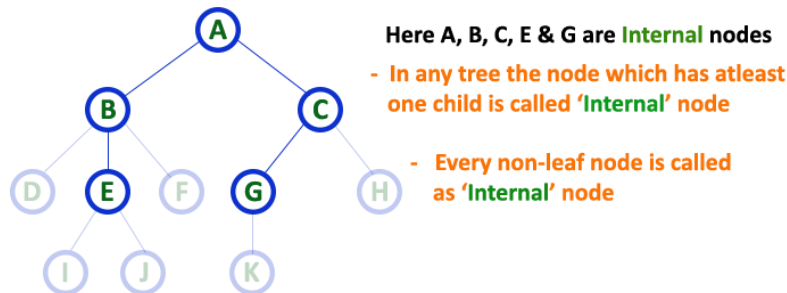 A
Here A, B, C, E & G are Internal nodes
- In any tree the node which has atleast
one child is called ‘Internal’ node
B
C
- Every non-leaf node is called
as ‘Internal’ node
D
E
F
G
H
I
J
K